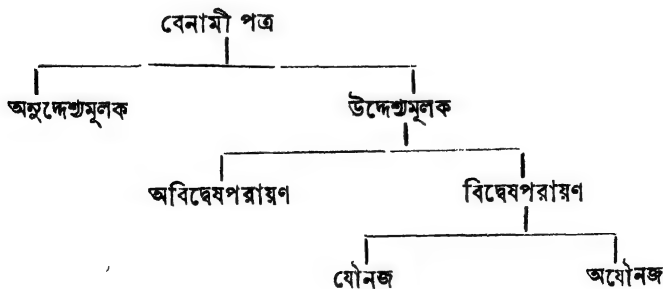 বেনামী পত্র
অনুদ্দেশ্যমূলক উদ্দেশ্যমূলক
অবিদ্বেষপরায়ণ বিদ্বেষপরায়ণ
যৌনজ অযৌনজ